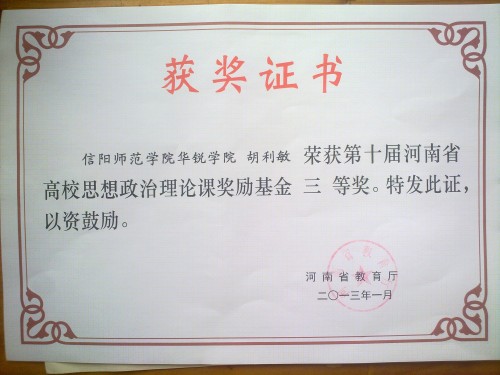 获奖证书
信阳师范学院华锐学院 胡利敏 荣获第十届河南省
高校思想政治理论课奖励基金 三 等奖。特发此证，
以资鼓励。
河南省教育厅
二〇一三年一月